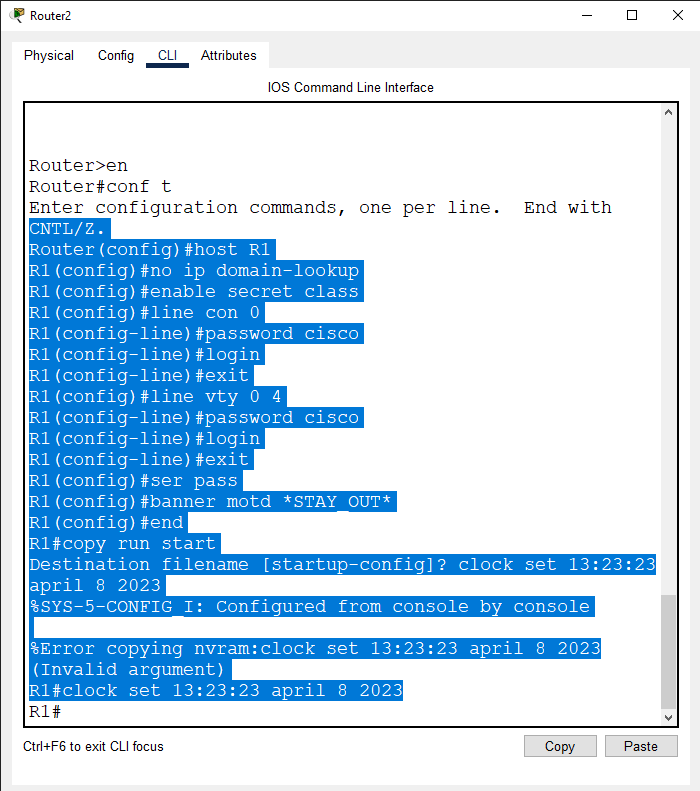 Router2
Physical Config CLI Attributes
IOS Command Line Interface
Router>en
Router#conf t
Enter configuration commands, one per line.  End with
CNTL/Z.
Router(config)#host R1
R1(config)#no ip domain-lookup
R1(config)#enable secret class
R1(config)#line con 0
R1(config-line)#password cisco
R1(config-line)#login
R1(config-line)#exit
R1(config)#line vty 0 4
R1(config-line)#password cisco
R1(config-line)#login
R1(config-line)#exit
R1(config)#ser pass
R1(config)#banner motd *STAY_OUT*
R1(config)#end
R1#copy run start
Destination filename [startup-config]? clock set 13:23:23
april 8 2023
%SYS-5-CONFIG_I: Configured from console by console
%Error copying nvram:clock set 13:23:23 april 8 2023
(Invalid argument)
R1#clock set 13:23:23 april 8 2023
R1#
Ctrl+F6 to exit CLI focus Copy Paste